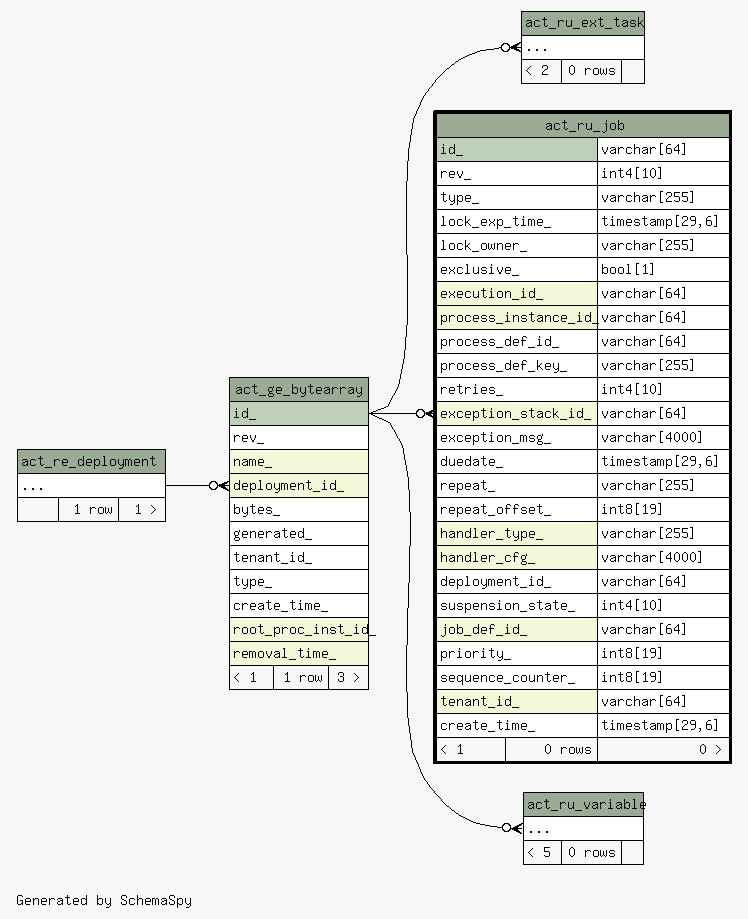 act_ru_ext_task
...
< 2 0 rows
act_ru_job
id_ varchar[64]
rev_ int4[10]
type_ varchar[255]
lock_exp_time_ timestamp[29,6]
lock_owner_ varchar[255]
exclusive_ bool[1]
execution_id_ varchar[64]
process_instance_id_ varchar[64]
process_def_id_ varchar[64]
process_def_key_ varchar[255]
retries_ int4[10]
exception_stack_id_ varchar[64]
exception_msg_ varchar[4000]
duedate_ timestamp[29,6]
repeat_ varchar[255]
repeat_offset_ int8[19]
handler_type_ varchar[255]
handler_cfg_ varchar[4000]
deployment_id_ varchar[64]
suspension_state_ int4[10]
job_def_id_ varchar[64]
priority_ int8[19]
sequence_counter_ int8[19]
tenant_id_ varchar[64]
create_time_ timestamp[29,6]
< 1 0 rows 0 >
act_ge_bytearray
id_
rev_
name_
deployment_id_
bytes_
generated_
tenant_id_
type_
create_time_
root_proc_inst_id_
removal_time_
< 1 1 row 3 >
act_re_deployment
...
1 row 1 >
act_ru_variable
...
< 5 0 rows
Generated by SchemaSpy